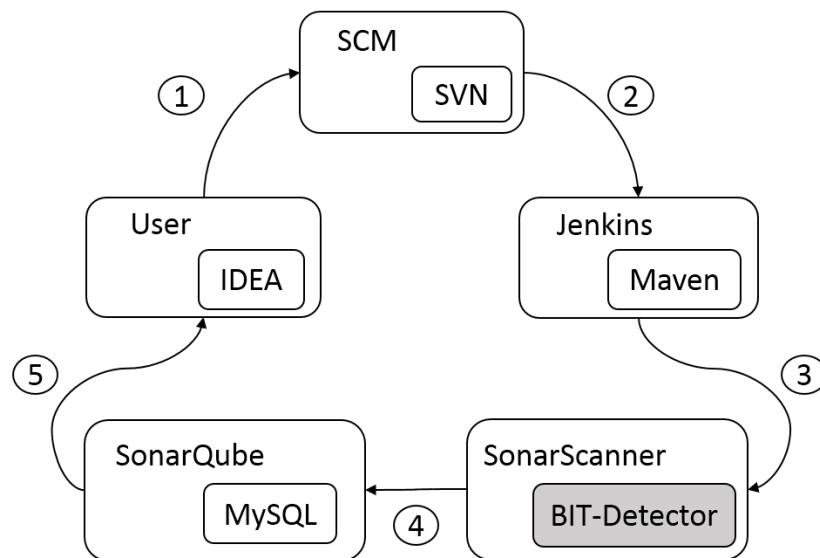 SCM
SVN
1
2
User
IDEA
Jenkins
Maven
5
3
SonarQube
MySQL
4
SonarScanner
BIT-Detector